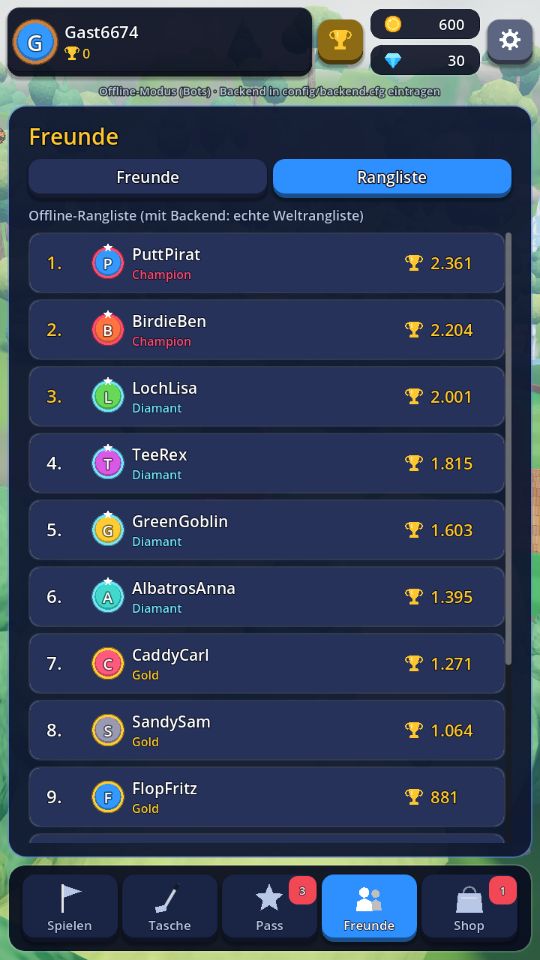 G
Gast6674
0
600
30
Offline-Modus (Bots) · Backend in config/backend.cfg eintragen
Freunde
Freunde
Rangliste
Offline-Rangliste (mit Backend: echte Weltrangliste)
1. P PuttPirat 2.361
Champion
2. B BirdieBen 2.204
Champion
3. L LochLisa 2.001
Diamant
4. T TeeRex 1.815
Diamant
5. G GreenGoblin 1.603
Diamant
6. A AlbatrosAnna 1.395
Diamant
7. C CaddyCarl 1.271
Gold
8. S SandySam 1.064
Gold
9. F FlopFritz 881
Gold
3
1
Spielen
Tasche
Pass
Freunde
Shop